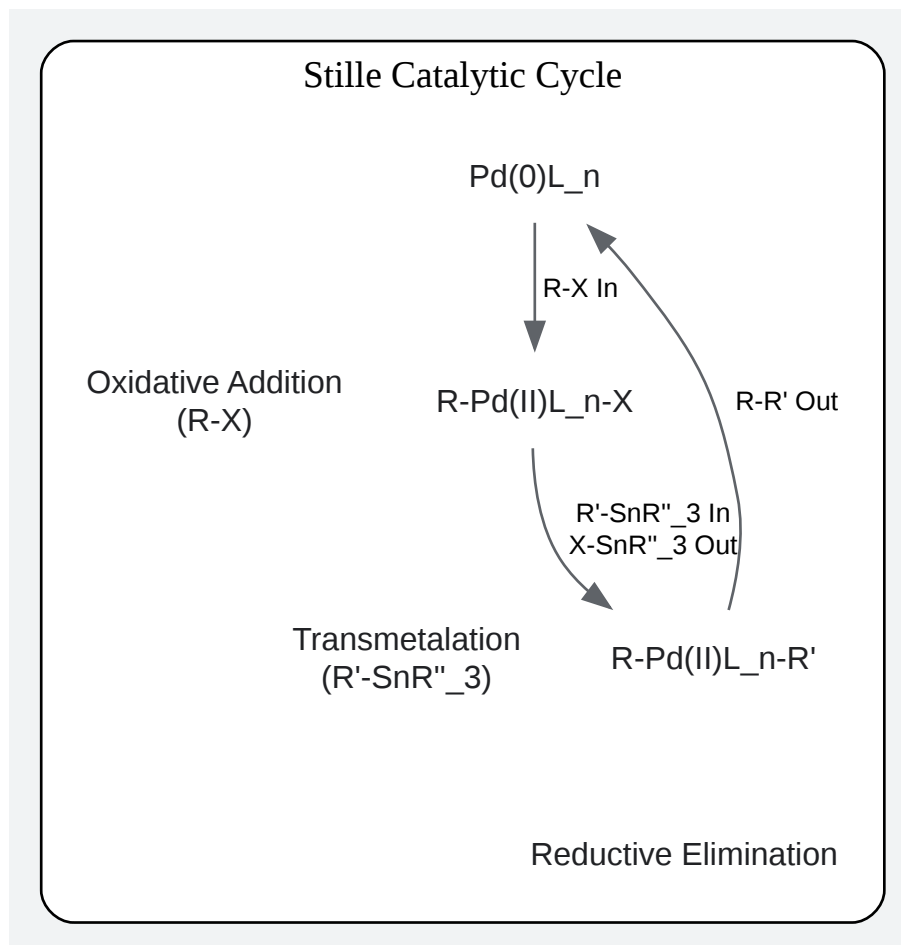 Stille Catalytic Cycle
Pd(0)L_n
R-X In
Oxidative Addition
(R-X)
R-Pd(II)L_n-X
R-R' Out
R'-SnR"_3 In
X-SnR"_3 Out
Transmetalation
(R'-SnR"_3)
R-Pd(II)L_n-R'
Reductive Elimination